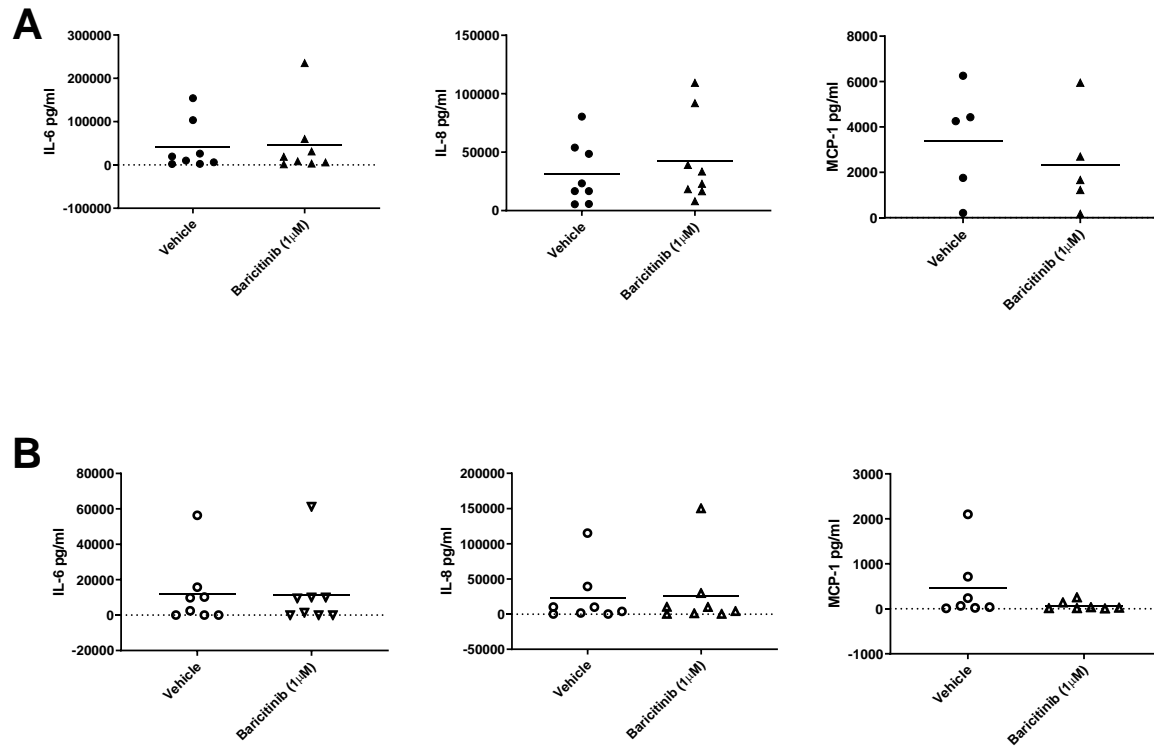 A
IL-6 pg/ml
300000
200000
100000
0
-100000
Vehicle
Baricitinib (1μM)
IL-8 pg/ml
150000
100000
50000
0
Vehicle
Baricitinib (1μM)
MCP-1 pg/ml
8000
6000
4000
2000
0
Vehicle
Baricitinib (1μM)
B
IL-6 pg/ml
80000
60000
40000
20000
0
-20000
Vehicle
Baricitinib (1μM)
IL-8 pg/ml
200000
150000
100000
50000
0
-50000
Vehicle
Baricitinib (1μM)
MCP-1 pg/ml
3000
2000
1000
0
-1000
Vehicle
Baricitinib (1μM)